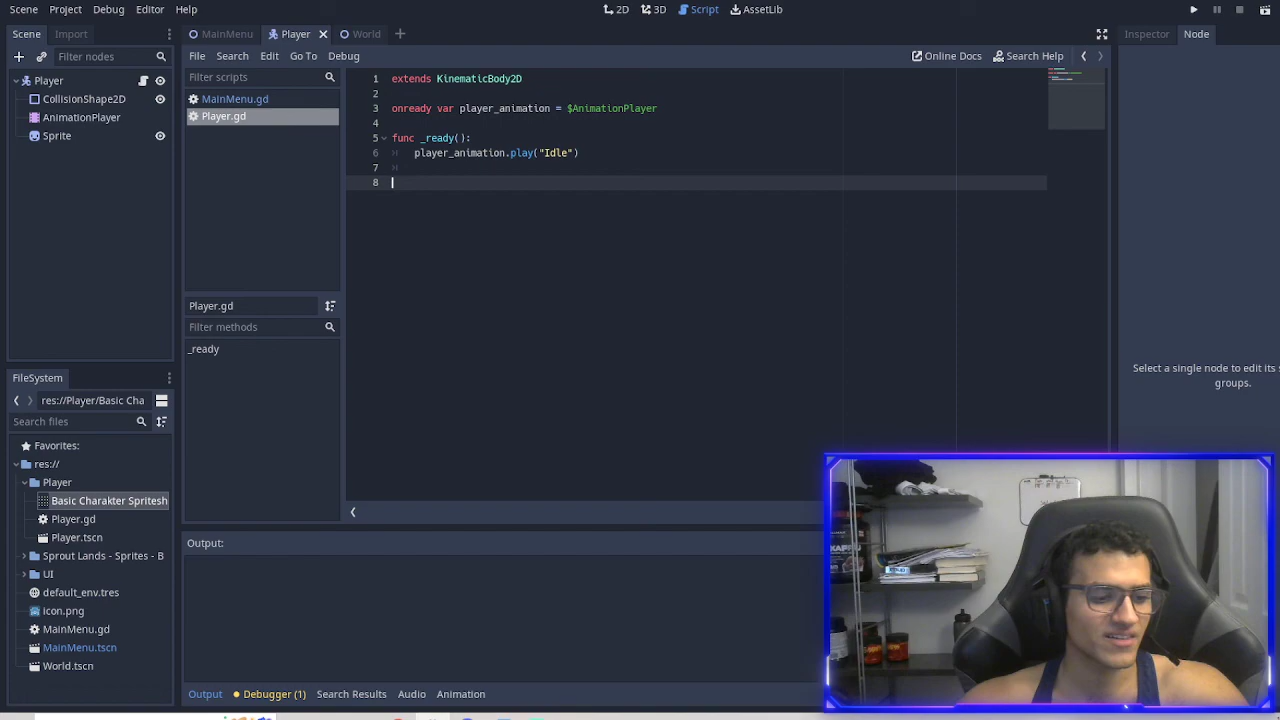 Scene Project Debug Editor Help
2D 3D Script AssetLib
Scene Import
MainMenu Player World
Inspector Node
Filter nodes
File Search Edit Go To Debug
Online Docs Search Help
Filter scripts
Player
CollisionShape2D
AnimationPlayer
Sprite
MainMenu.gd
Player.gd
1 extends KinematicBody2D
2
3 onready var player_animation = $AnimationPlayer
4
5 func _ready():
6 player_animation.play("Idle")
7
8
Player.gd
Filter methods
_ready
Select a single node to edit its s
groups.
FileSystem
res://Player/Basic Cha
Search files
Favorites:
res://
Player
Basic Charakter Spritesh
Player.gd
Player.tscn
Sprout Lands - Sprites - B
UI
default_env.tres
icon.png
MainMenu.gd
MainMenu.tscn
World.tscn
Output:
Output Debugger (1) Search Results Audio Animation